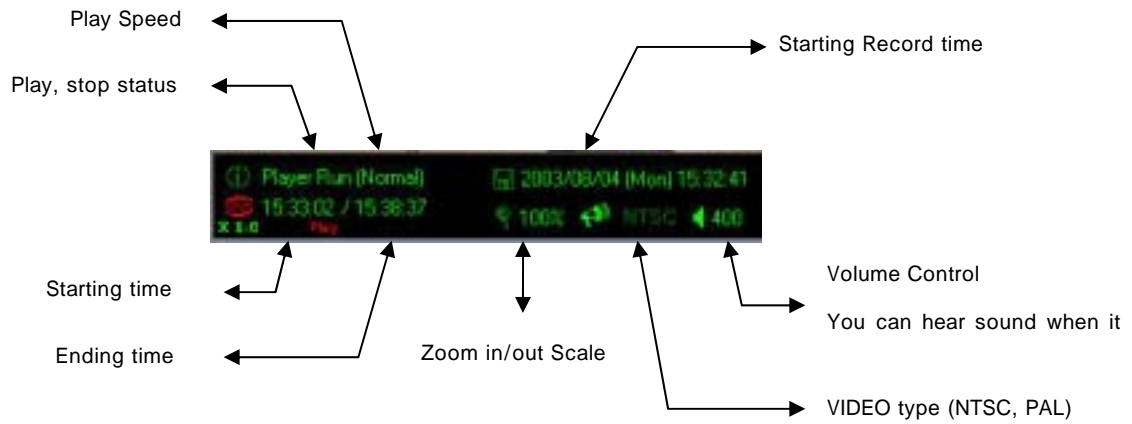 Play Speed
Starting Record time
Play, stop status
Player Run (Normal)
2003/08/04 (Mon) 15:32:41
15:33:02 / 15:38:37
100%
NTSC
400
X 1.0
Play
Starting time
Volume Control
You can hear sound when it
Ending time
Zoom in/out Scale
VIDEO type (NTSC, PAL)